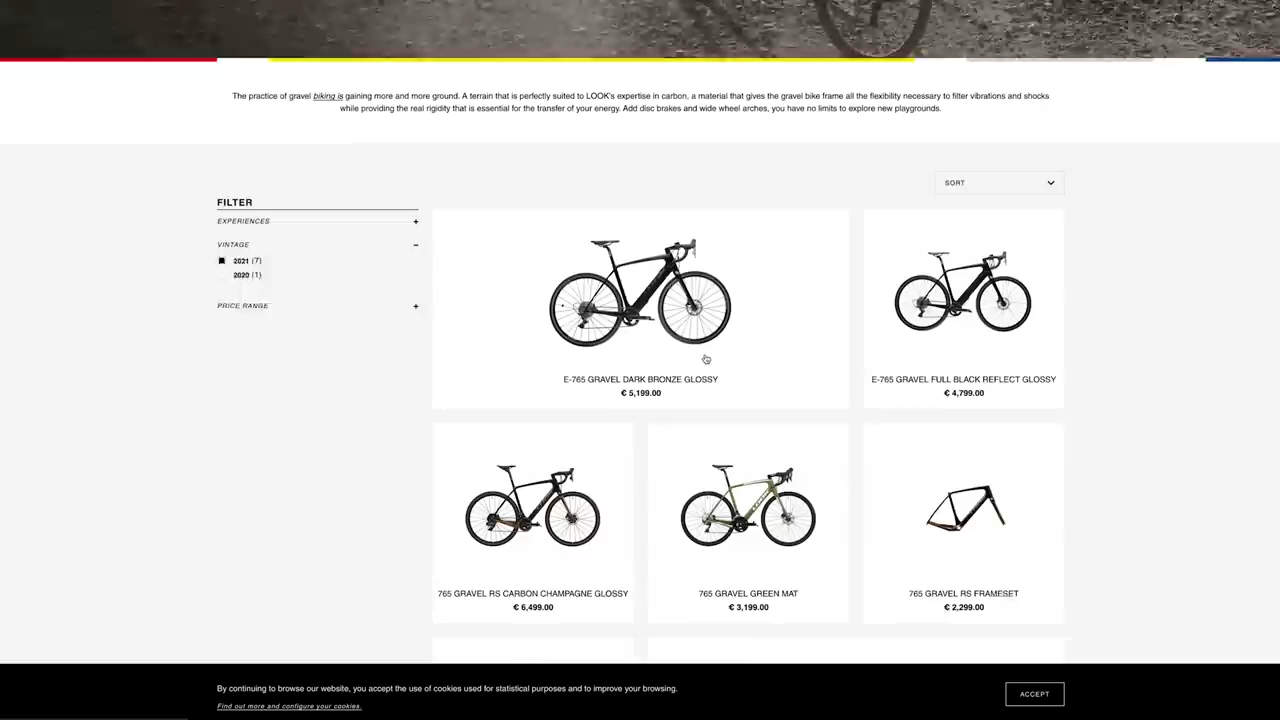 The practice of gravel biking is gaining more and more ground. A terrain that is perfectly suited to LOOK's expertise in carbon, a material that gives the gravel bike frame all the flexibility necessary to filter vibrations and shocks
while providing the real rigidity that is essential for the transfer of your energy. Add disc brakes and wide wheel arches, you have no limits to explore new playgrounds.
SORT
FILTER
EXPERIENCES +
VINTAGE −
2021 (7)
2020 (1)
PRICE RANGE +
E-765 GRAVEL DARK BRONZE GLOSSY
€ 5,199.00
E-765 GRAVEL FULL BLACK REFLECT GLOSSY
€ 4,799.00
765 GRAVEL RS CARBON CHAMPAGNE GLOSSY
€ 6,499.00
765 GRAVEL GREEN MAT
€ 3,199.00
765 GRAVEL RS FRAMESET
€ 2,299.00
By continuing to browse our website, you accept the use of cookies used for statistical purposes and to improve your browsing.
Find out more and configure your cookies.
ACCEPT